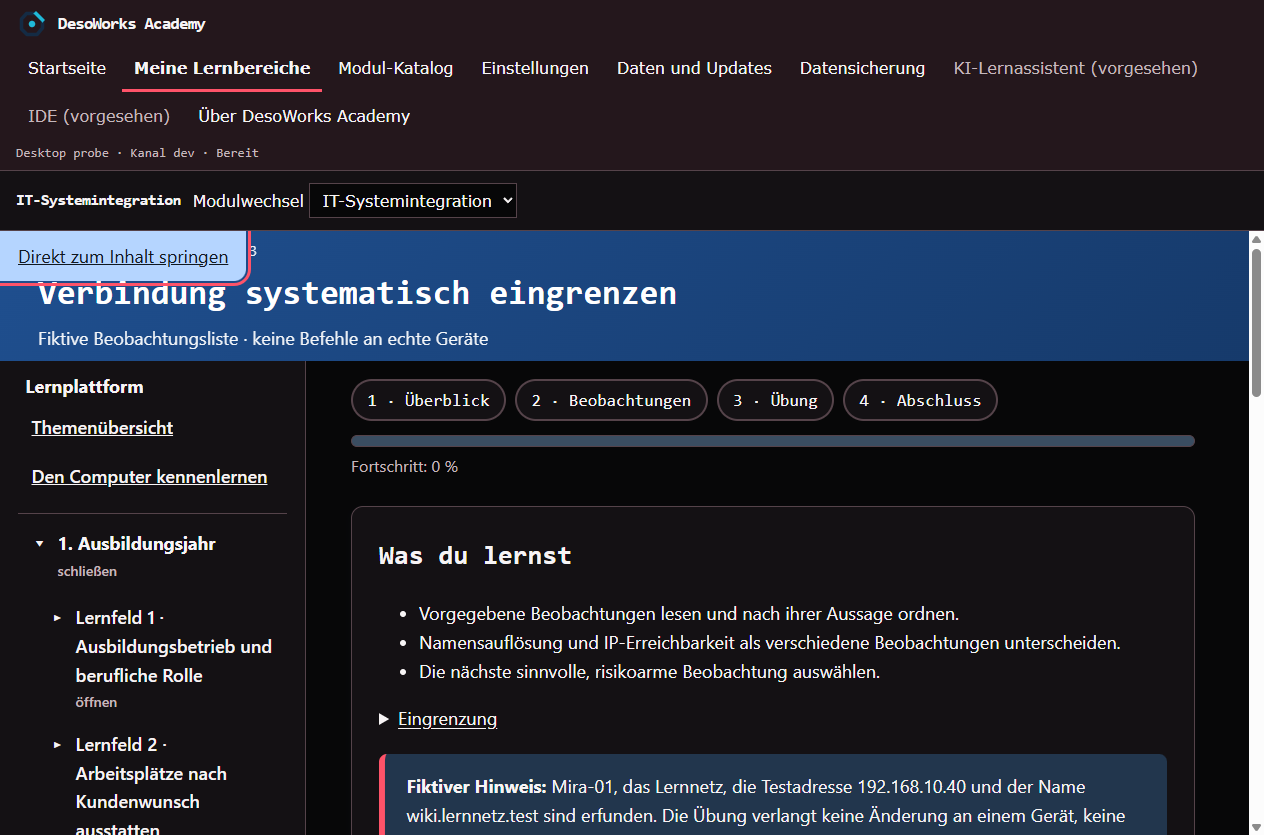 DesoWorks Academy
Startseite Meine Lernbereiche Modul-Katalog Einstellungen Daten und Updates Datensicherung KI-Lernassistent (vorgesehen)
IDE (vorgesehen) Über DesoWorks Academy
Desktop probe · Kanal dev · Bereit
IT-Systemintegration Modulwechsel IT-Systemintegration
Direkt zum Inhalt springen 3
Verbindung systematisch eingrenzen
Fiktive Beobachtungsliste · keine Befehle an echte Geräte
Lernplattform
Themenübersicht
Den Computer kennenlernen
▾ 1. Ausbildungsjahr
schließen
▸ Lernfeld 1 ·
Ausbildungsbetrieb und
berufliche Rolle
öffnen
▸ Lernfeld 2 ·
Arbeitsplätze nach
Kundenwunsch
ausstatten
1 · Überblick 2 · Beobachtungen 3 · Übung 4 · Abschluss
Fortschritt: 0 %
Was du lernst
• Vorgegebene Beobachtungen lesen und nach ihrer Aussage ordnen.
• Namensauflösung und IP-Erreichbarkeit als verschiedene Beobachtungen unterscheiden.
• Die nächste sinnvolle, risikoarme Beobachtung auswählen.
▶ Eingrenzung
Fiktiver Hinweis: Mira-01, das Lernnetz, die Testadresse 192.168.10.40 und der Name
wiki.lernnetz.test sind erfunden. Die Übung verlangt keine Änderung an einem Gerät, keine